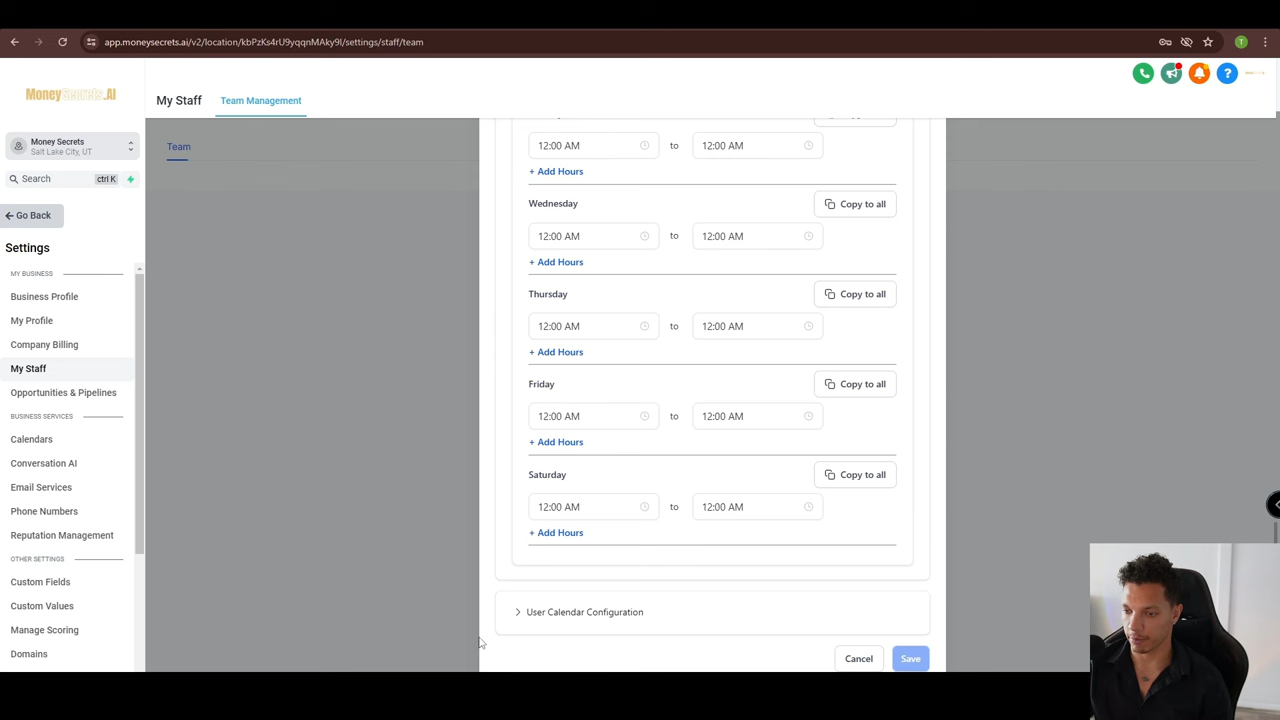 app.moneysecrets.ai/v2/location/kbPzKs4rU9yqqnMAky9I/settings/staff/team
T
MoneySecrets.AI
My Staff
Team Management
?
Money Secrets
Salt Lake City, UT
Search
ctrl K
Go Back
Settings
MY BUSINESS
Business Profile
My Profile
Company Billing
My Staff
Opportunities & Pipelines
BUSINESS SERVICES
Calendars
Conversation AI
Email Services
Phone Numbers
Reputation Management
OTHER SETTINGS
Custom Fields
Custom Values
Manage Scoring
Domains
Team
12:00 AM to 12:00 AM
+ Add Hours
Wednesday Copy to all
12:00 AM to 12:00 AM
+ Add Hours
Thursday Copy to all
12:00 AM to 12:00 AM
+ Add Hours
Friday Copy to all
12:00 AM to 12:00 AM
+ Add Hours
Saturday Copy to all
12:00 AM to 12:00 AM
+ Add Hours
User Calendar Configuration
Cancel Save